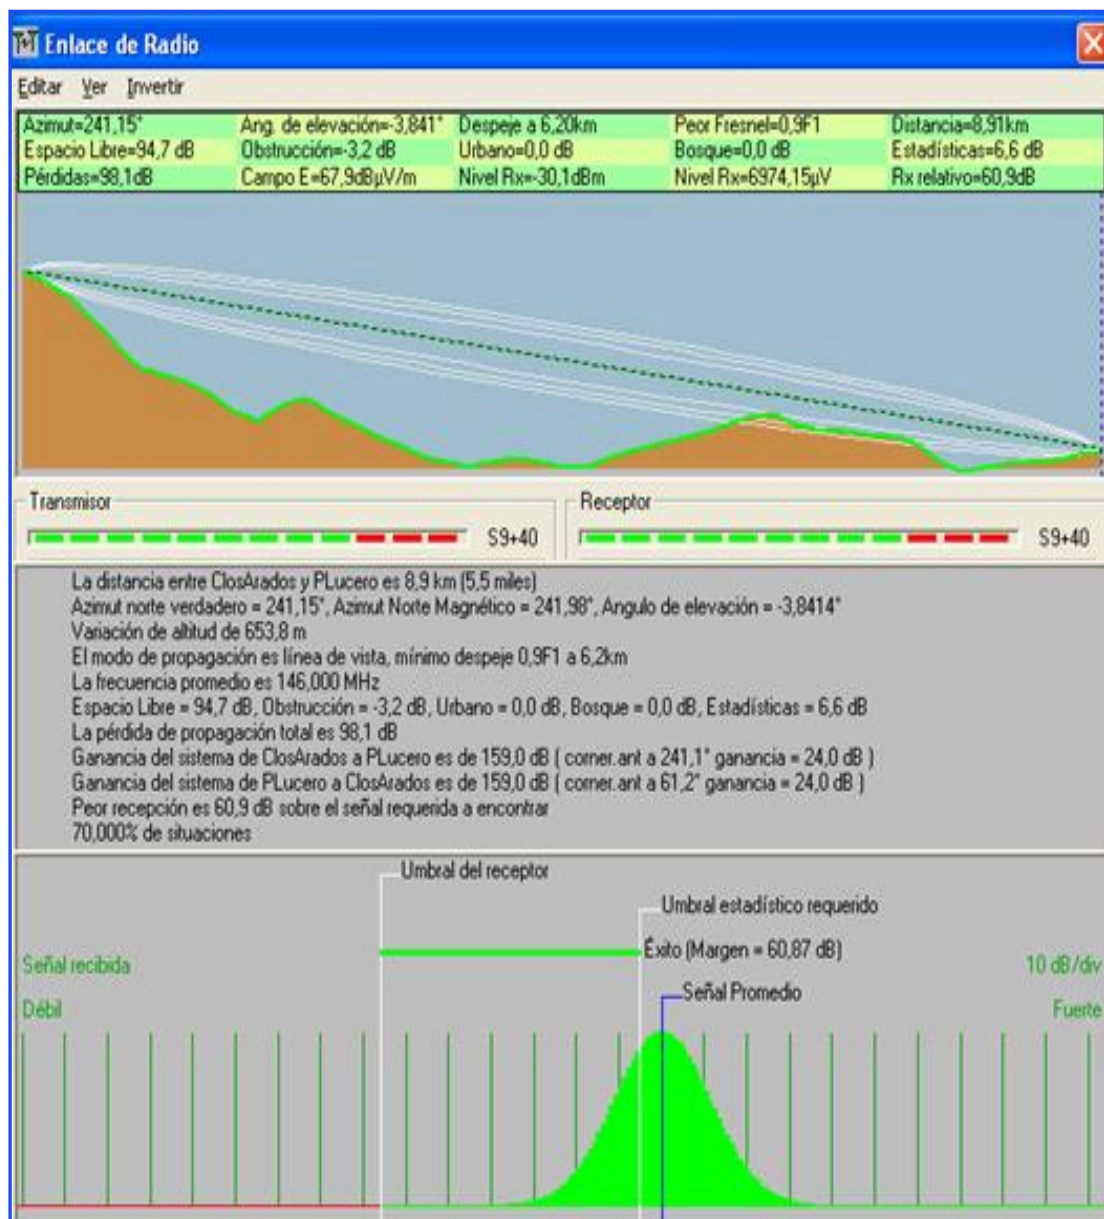 Enlace de Radio
Editar Ver Invertir
Azimut=241,15° Ang. de elevación=-3,841° Despeje a 6,20km Peor Fresnel=0,9F1 Distancia=8,91km
Espacio Libre=94,7 dB Obstrucción=-3,2 dB Urbano=0,0 dB Bosque=0,0 dB Estadísticas=6,6 dB
Pérdidas=98,1dB Campo E=67,9dBµV/m Nivel Rx=-30,1dBm Nivel Rx=6974,15µV Rx relativo=60,9dB
Transmisor Receptor
S9+40 S9+40
La distancia entre ClosArados y PLucero es 8,9 km (5,5 miles)
Azimut norte verdadero = 241,15°, Azimut Norte Magnético = 241,98°, Angulo de elevación = -3,8414°
Variación de altitud de 653,8 m
El modo de propagación es línea de vista, mínimo despeje 0,9F1 a 6,2km
La frecuencia promedio es 146,000 MHz
Espacio Libre = 94,7 dB, Obstrucción = -3,2 dB, Urbano = 0,0 dB, Bosque = 0,0 dB, Estadísticas = 6,6 dB
La pérdida de propagación total es 98,1 dB
Ganancia del sistema de ClosArados a PLucero es de 159,0 dB ( corner.ant a 241,1° ganancia = 24,0 dB )
Ganancia del sistema de PLucero a ClosArados es de 159,0 dB ( corner.ant a 61,2° ganancia = 24,0 dB )
Peor recepción es 60,9 dB sobre el señal requerida a encontrar
70,000% de situaciones
Umbral del receptor
Umbral estadístico requerido
Éxito (Margen = 60,87 dB)
Señal recibida 10 dB/div
Señal Promedio
Débil Fuerte